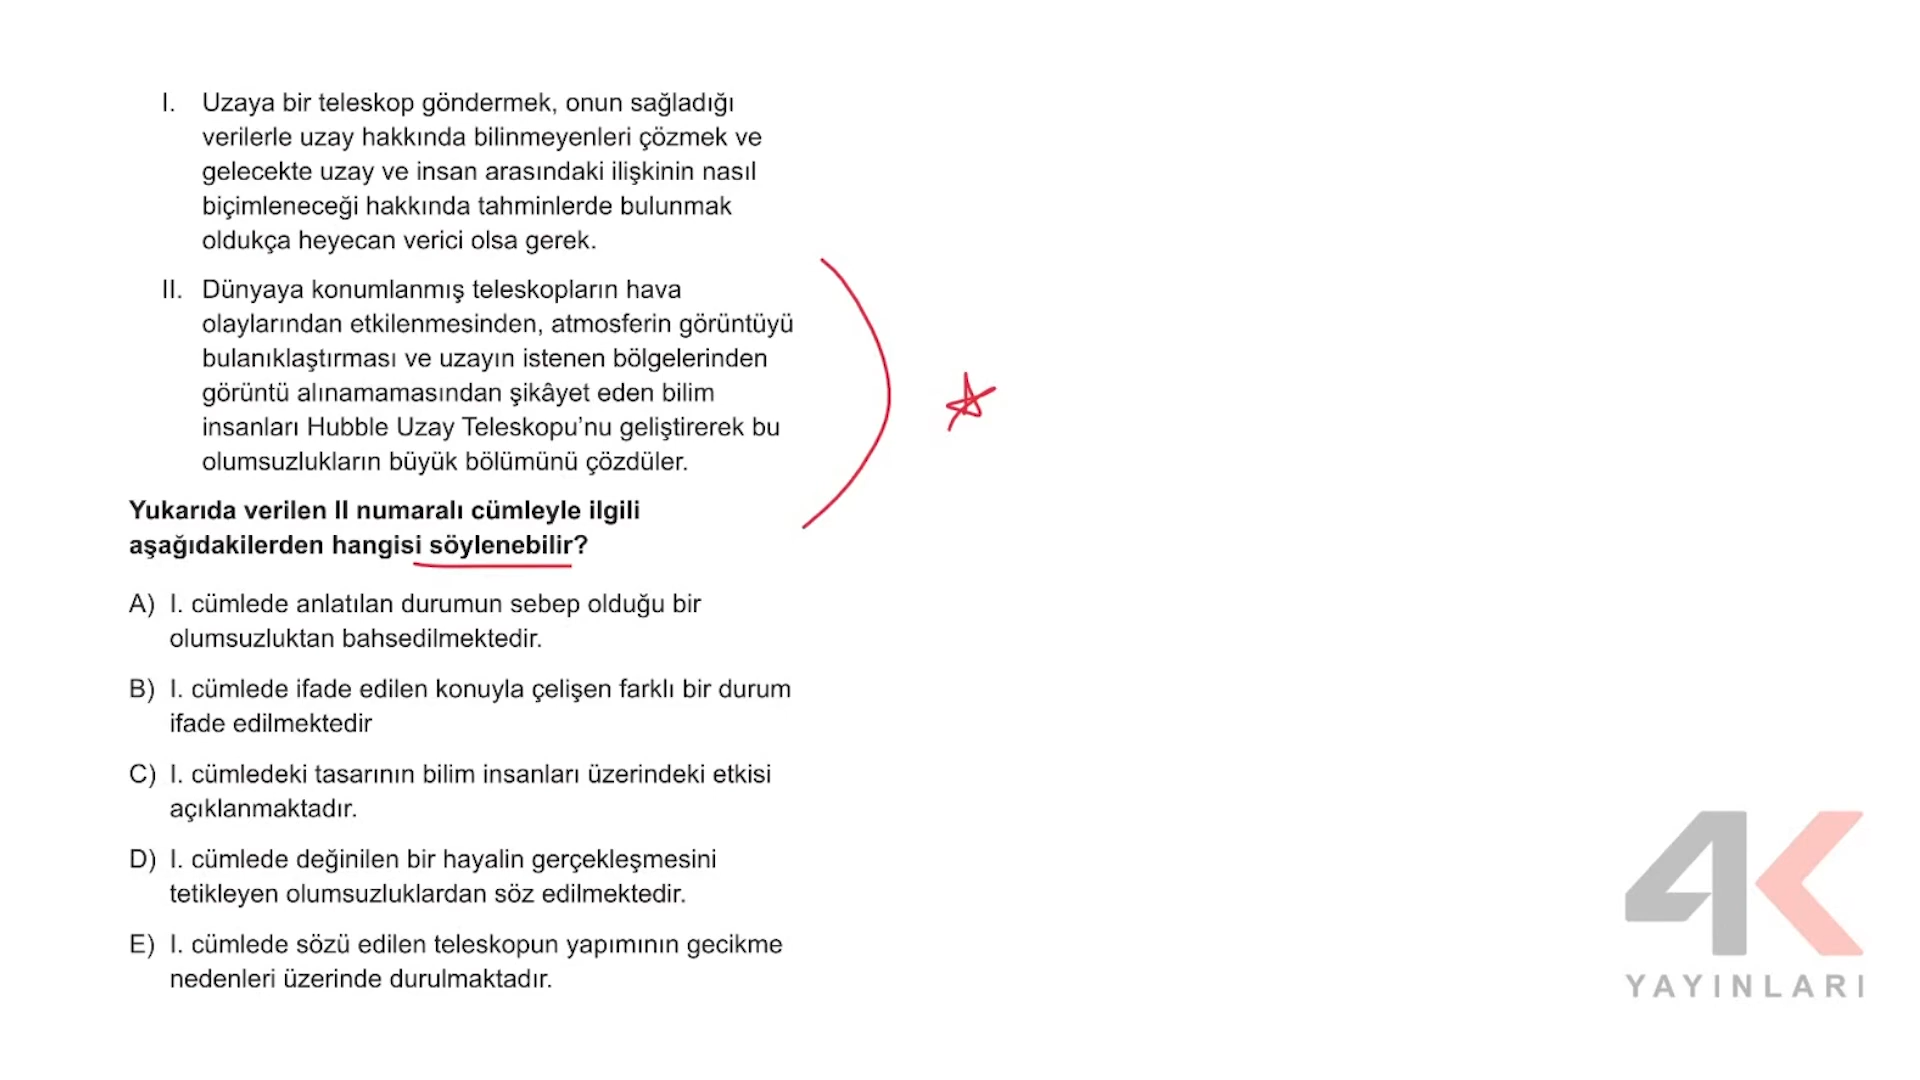 I. Uzaya bir teleskop göndermek, onun sağladığı
verilerle uzay hakkında bilinmeyenleri çözmek ve
gelecekte uzay ve insan arasındaki ilişkinin nasıl
biçimleneceği hakkında tahminlerde bulunmak
oldukça heyecan verici olsa gerek.
II. Dünyaya konumlanmış teleskopların hava
olaylarından etkilenmesinden, atmosferin görüntüyü
bulanıklaştırması ve uzayın istenen bölgelerinden
görüntü alınamamasından şikâyet eden bilim
insanları Hubble Uzay Teleskopu’nu geliştirerek bu
olumsuzlukların büyük bölümünü çözdüler.
Yukarıda verilen II numaralı cümleyle ilgili
aşağıdakilerden hangisi söylenebilir?
A) I. cümlede anlatılan durumun sebep olduğu bir
olumsuzluktan bahsedilmektedir.
B) I. cümlede ifade edilen konuyla çelişen farklı bir durum
ifade edilmektedir
C) I. cümledeki tasarının bilim insanları üzerindeki etkisi
açıklanmaktadır.
D) I. cümlede değinilen bir hayalin gerçekleşmesini
tetikleyen olumsuzluklardan söz edilmektedir.
E) I. cümlede sözü edilen teleskopun yapımının gecikme
nedenleri üzerinde durulmaktadır.
4K
YAYINLARI